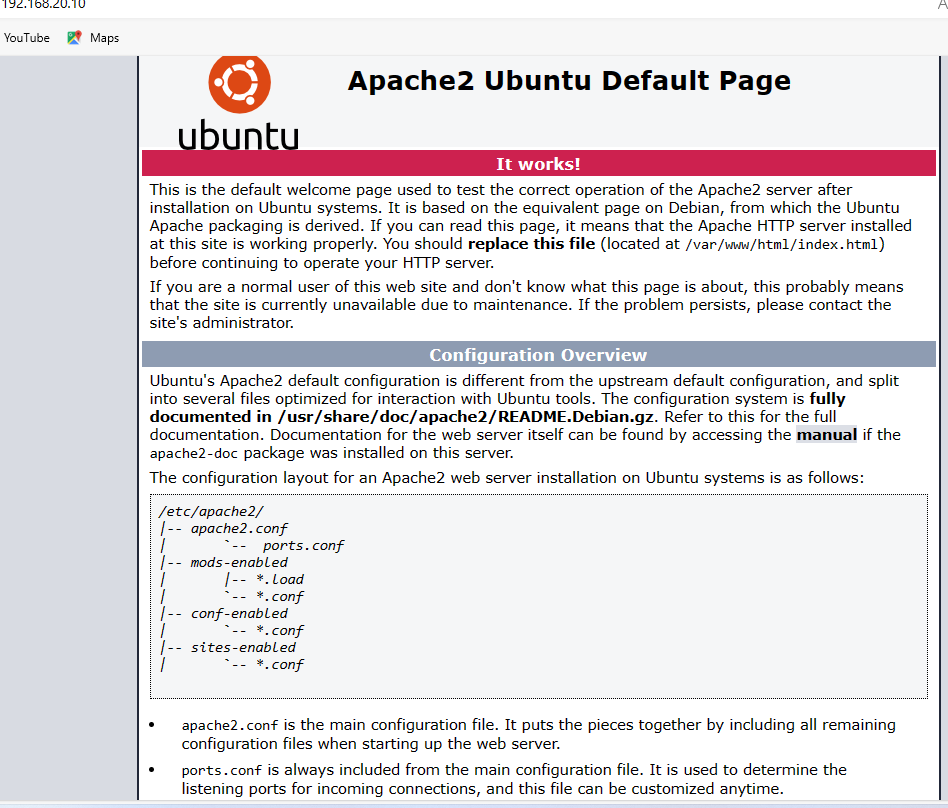 192.168.20.10
YouTube Maps
Apache2 Ubuntu Default Page
ubuntu
It works!
This is the default welcome page used to test the correct operation of the Apache2 server after
installation on Ubuntu systems. It is based on the equivalent page on Debian, from which the Ubuntu
Apache packaging is derived. If you can read this page, it means that the Apache HTTP server installed
at this site is working properly. You should replace this file (located at /var/www/html/index.html)
before continuing to operate your HTTP server.
If you are a normal user of this web site and don't know what this page is about, this probably means
that the site is currently unavailable due to maintenance. If the problem persists, please contact the
site's administrator.
Configuration Overview
Ubuntu's Apache2 default configuration is different from the upstream default configuration, and split
into several files optimized for interaction with Ubuntu tools. The configuration system is fully
documented in /usr/share/doc/apache2/README.Debian.gz. Refer to this for the full
documentation. Documentation for the web server itself can be found by accessing the manual if the
apache2-doc package was installed on this server.
The configuration layout for an Apache2 web server installation on Ubuntu systems is as follows:
/etc/apache2/
|-- apache2.conf
|       `--  ports.conf
|-- mods-enabled
|       |-- *.load
|       `-- *.conf
|-- conf-enabled
|       `-- *.conf
|-- sites-enabled
|       `-- *.conf
• apache2.conf is the main configuration file. It puts the pieces together by including all remaining
configuration files when starting up the web server.
• ports.conf is always included from the main configuration file. It is used to determine the
listening ports for incoming connections, and this file can be customized anytime.